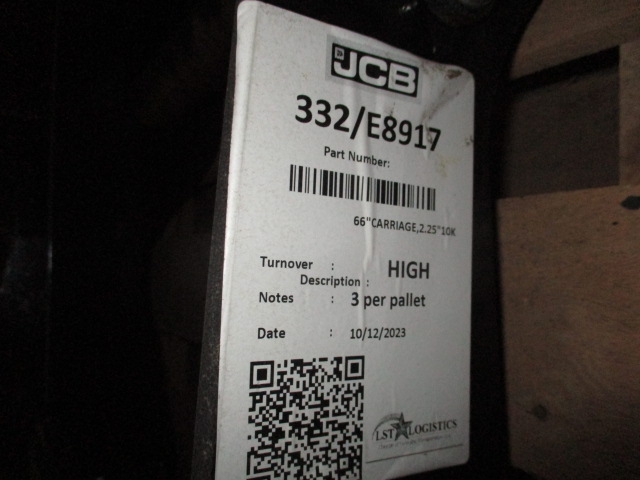 JCB
332/E8917
Part Number:
66"CARRIAGE,2.25"10K
Turnover : HIGH
Description :
Notes : 3 per pallet
Date : 10/12/2023
LST LOGISTICS